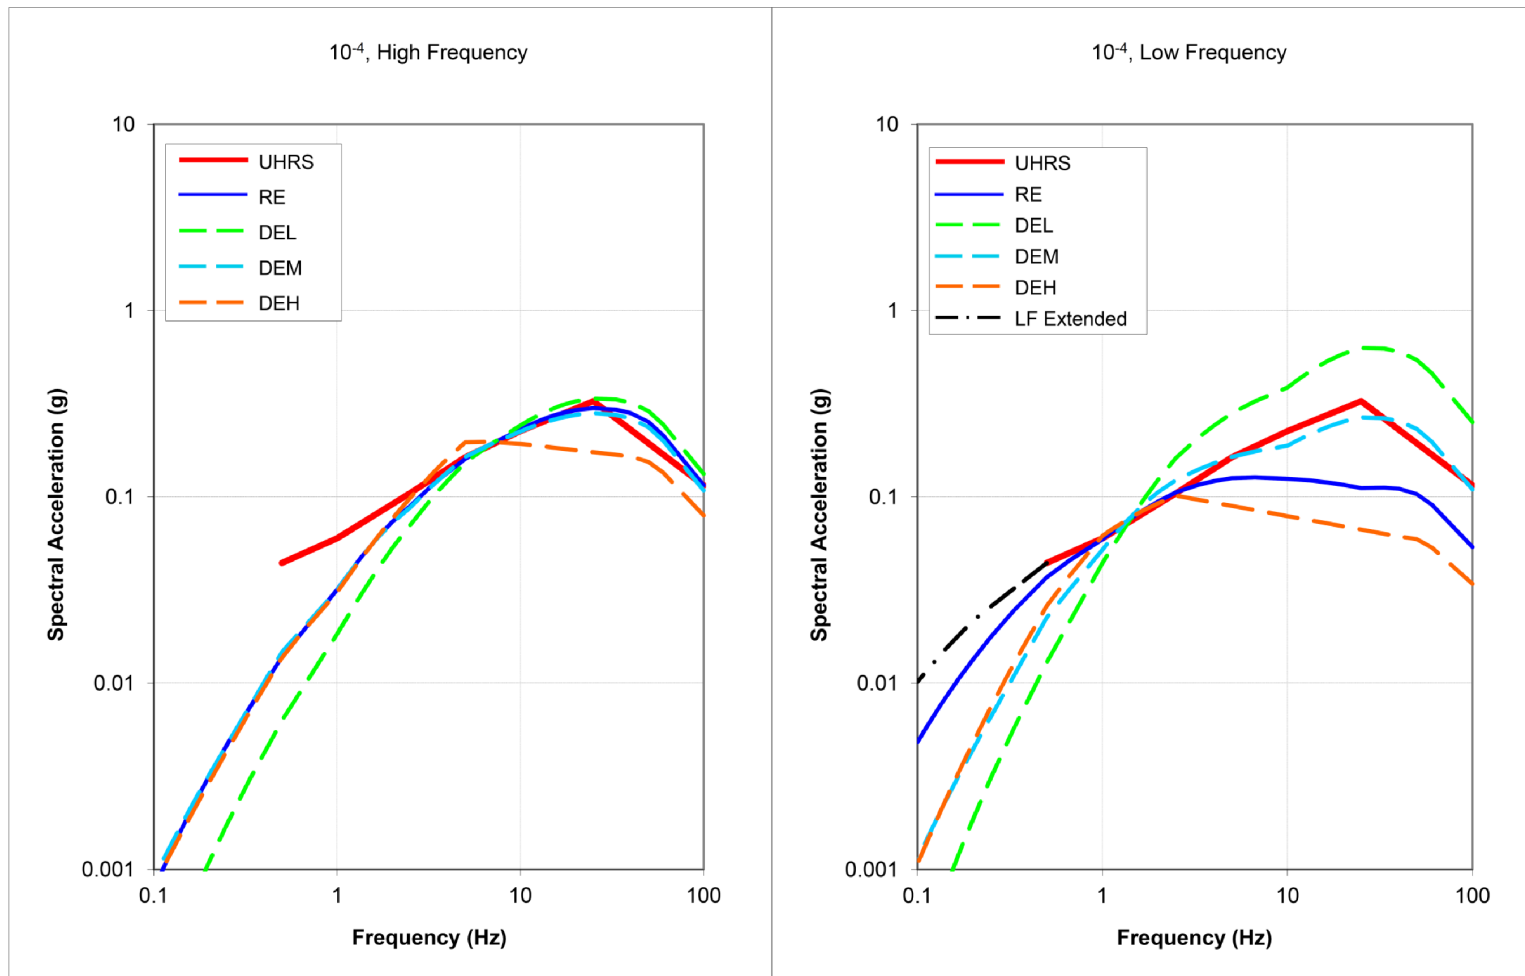 10-4, High Frequency
10
1
0.1
0.01
0.001
Spectral Acceleration (g)
UHRS
RE
DEL
DEM
DEH
0.1
1
10
100
Frequency (Hz)
10-4, Low Frequency
10
1
0.1
0.01
0.001
Spectral Acceleration (g)
UHRS
RE
DEL
DEM
DEH
LF Extended
0.1
1
10
100
Frequency (Hz)